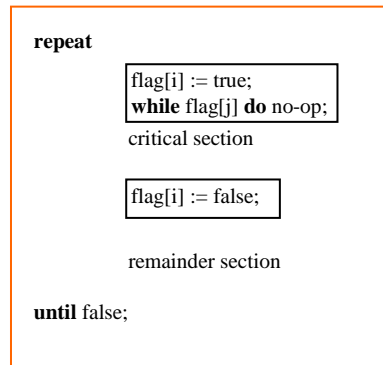 repeat
flag[i] := true;
while flag[j] do no-op;
critical section
flag[i] := false;
remainder section
until false;